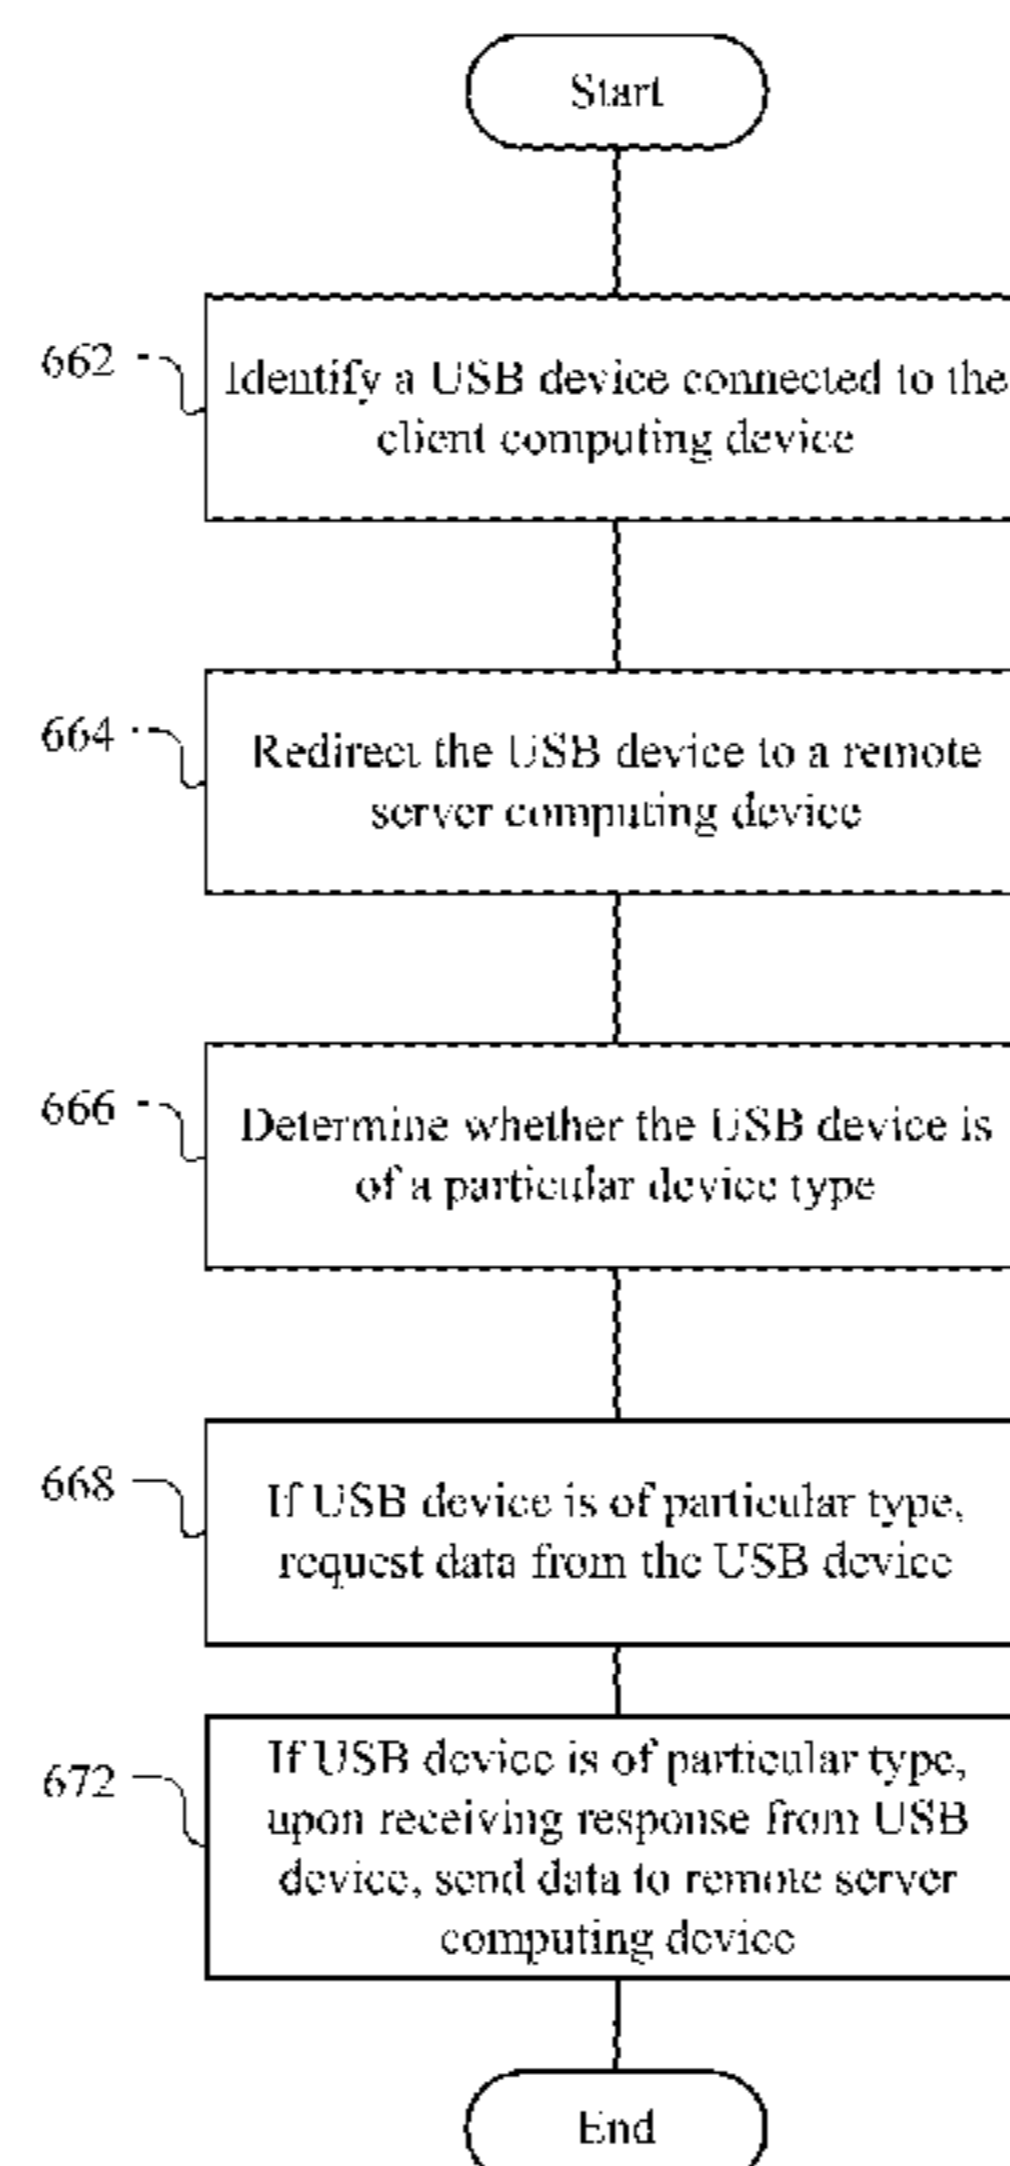 Start
662
Identify a USB device connected to the
client computing device
664
Redirect the USB device to a remote
server computing device
666
Determine whether the USB device is
of a particular device type
668
If USB device is of particular type,
request data from the USB device
672
If USB device is of particular type,
upon receiving response from USB
device, send data to remote server
computing device
End